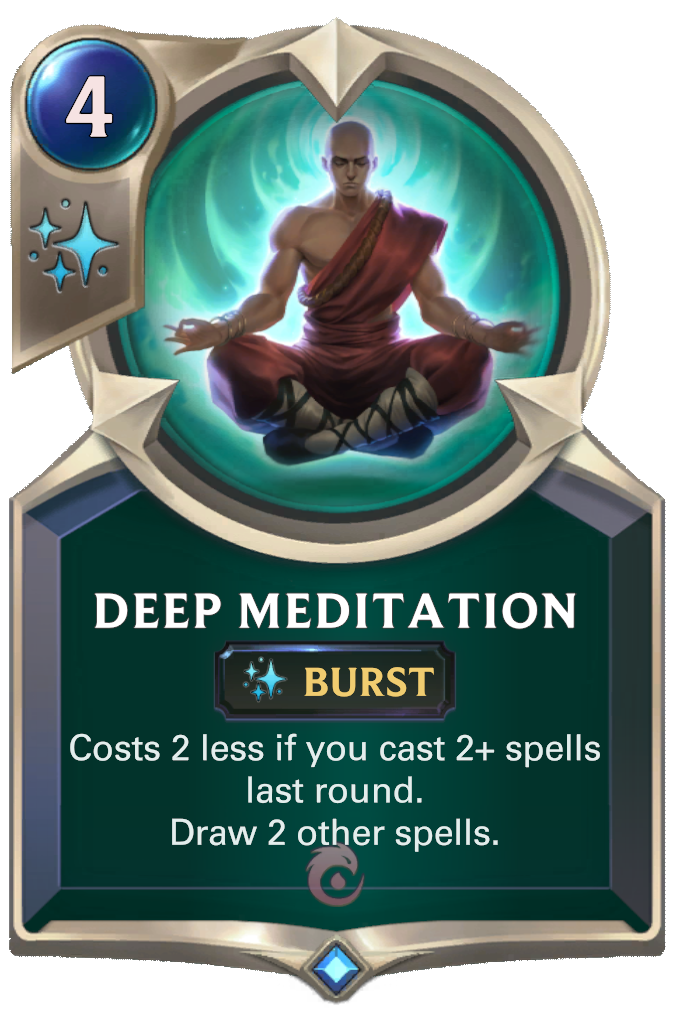 4
DEEP MEDITATION
BURST
Costs 2 less if you cast 2+ spells
last round.
Draw 2 other spells.